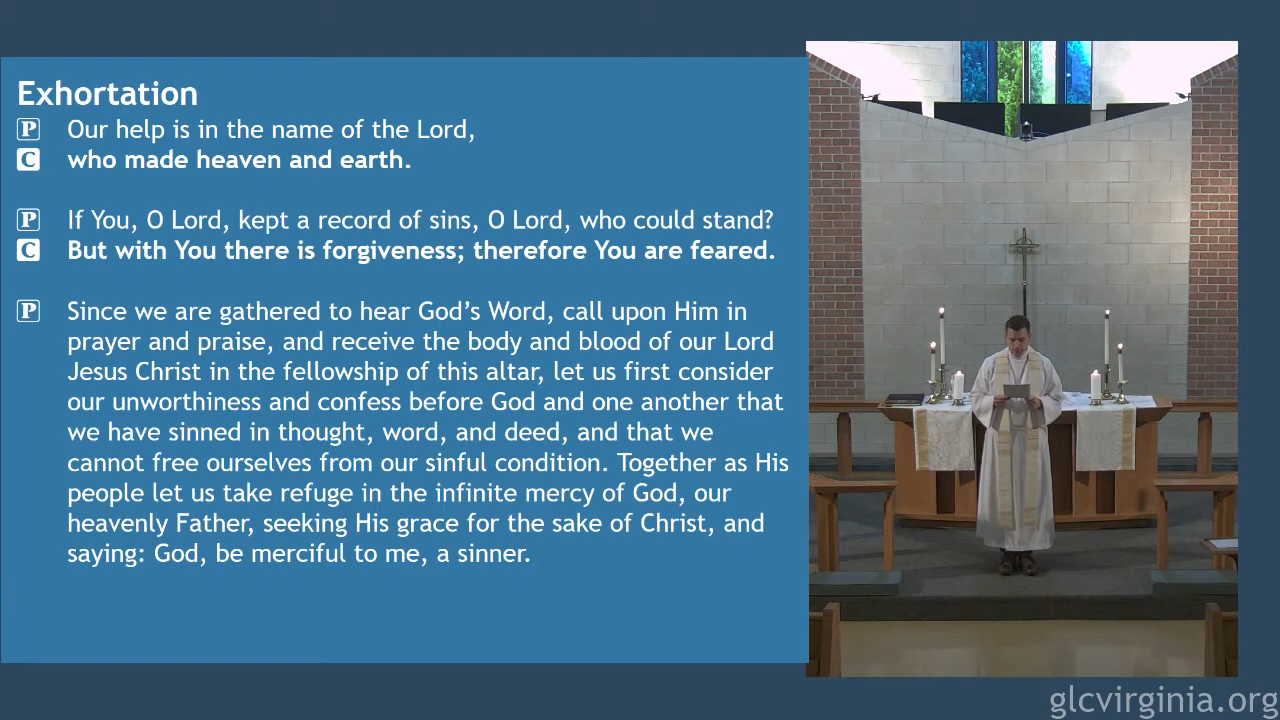 Exhortation
P Our help is in the name of the Lord,
C who made heaven and earth.
P If You, O Lord, kept a record of sins, O Lord, who could stand?
C But with You there is forgiveness; therefore You are feared.
P Since we are gathered to hear God’s Word, call upon Him in
prayer and praise, and receive the body and blood of our Lord
Jesus Christ in the fellowship of this altar, let us first consider
our unworthiness and confess before God and one another that
we have sinned in thought, word, and deed, and that we
cannot free ourselves from our sinful condition. Together as His
people let us take refuge in the infinite mercy of God, our
heavenly Father, seeking His grace for the sake of Christ, and
saying: God, be merciful to me, a sinner.
glcvirginia.org